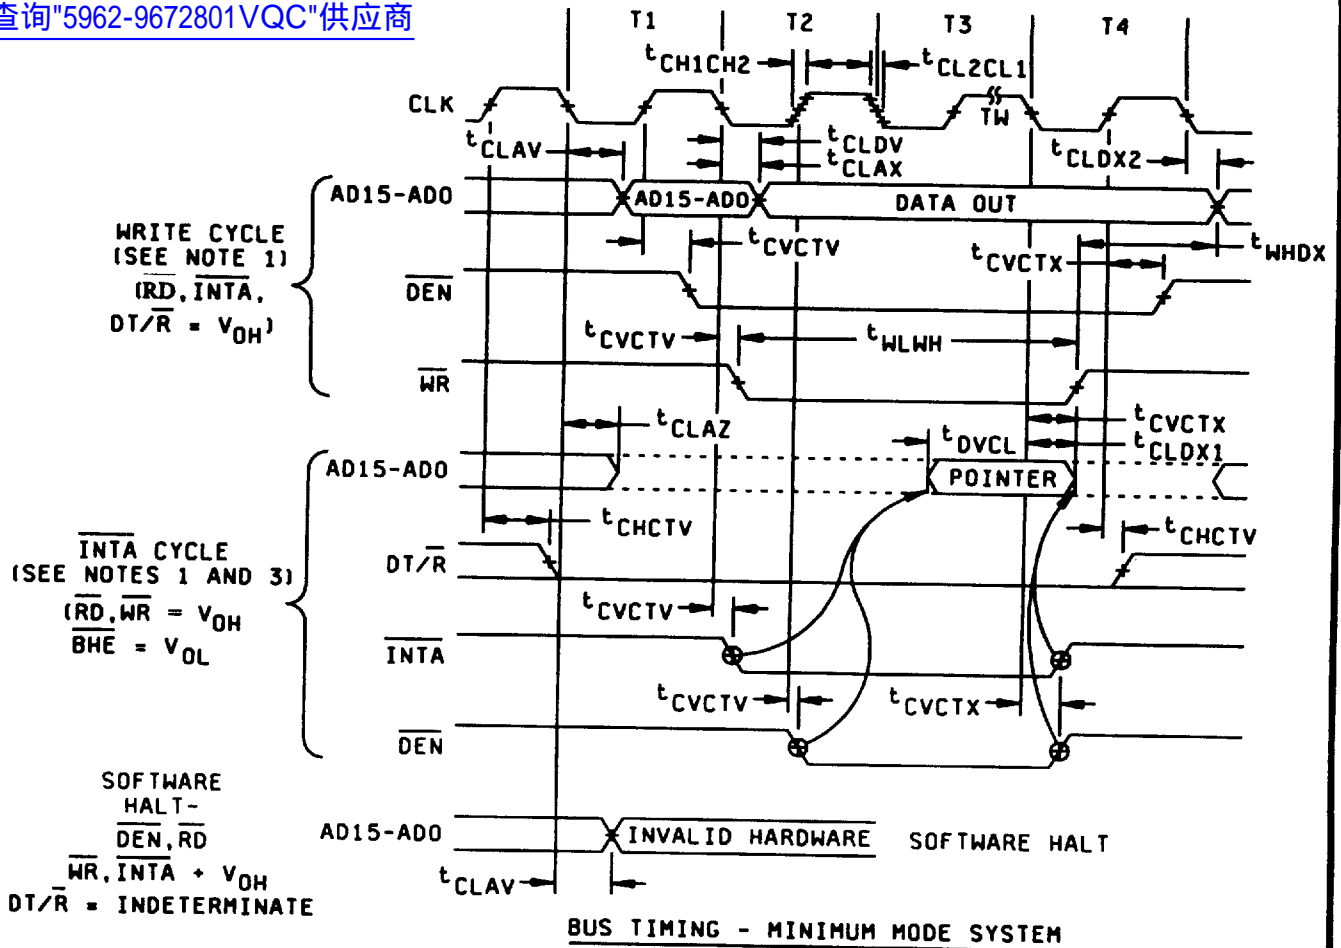 查询"5962-9672801VQC"供应商
T1 T2 T3 T4
tCH1CH2 tCL2CL1
CLK
TW
tCLAV tCLDV tCLDX2
tCLAX
AD15-AD0 AD15-AD0 DATA OUT
WRITE CYCLE
(SEE NOTE 1)
(RD, INTA,
DT/R = VOH)
tCVCTV tCVCTX tWHDX
DEN
tCVCTV tWLWH
WR
tCLAZ tDVCL tCVCTX
tCLDX1
AD15-AD0 POINTER
tCHCTV tCHCTV
INTA CYCLE
(SEE NOTES 1 AND 3)
(RD, WR = VOH
BHE = VOL
DT/R
tCVCTV
INTA
tCVCTV tCVCTX
DEN
SOFTWARE
HALT-
DEN, RD
WR, INTA + VOH
DT/R = INDETERMINATE
AD15-AD0 INVALID HARDWARE SOFTWARE HALT
tCLAV
BUS TIMING - MINIMUM MODE SYSTEM